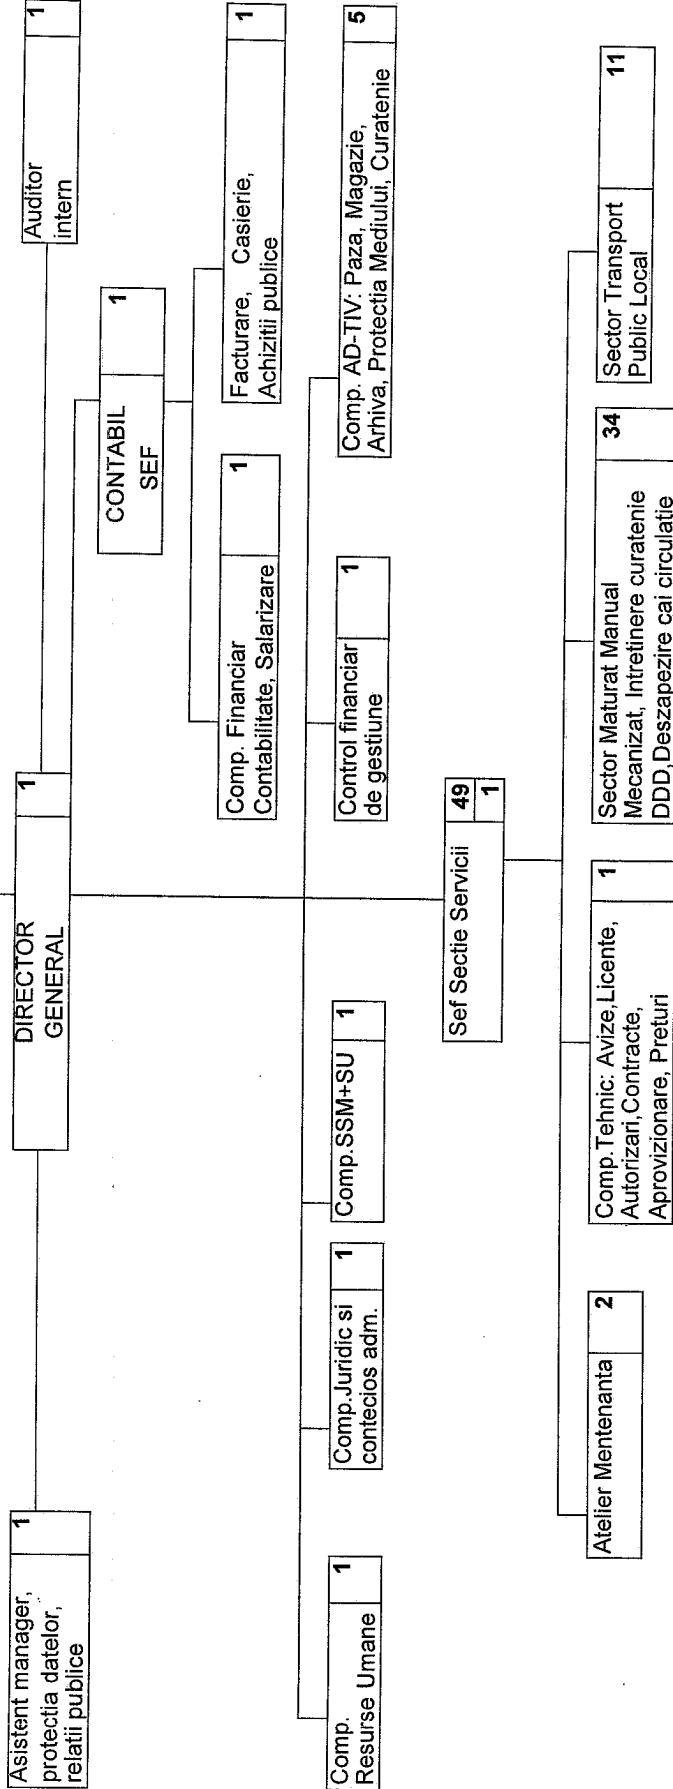 Asistent manager,
protectia datelor,
relatii publice
1
DIRECTOR
GENERAL
1
Auditor
intern
1
CONTABIL
SEF
1
Comp. Financiar
Contabilitate, Salarizare
1
Facturare, Casierie,
Achizitii publice
1
Comp.
Resurse Umane
1
Comp.Juridic si
contecios adm.
1
Comp.SSM+SU
1
Control financiar
de gestiune
1
Comp. AD-TIV: Paza, Magazie,
Arhiva, Protectia Mediului, Curatenie
5
Sef Sectie Servicii
49
1
Atelier Mentenanta
2
Comp.Tehnic: Avize,Licente,
Autorizari,Contracte,
Aprovizionare, Preturi
1
Sector Maturat Manual
Mecanizat, Intretinere curatenie
DDD,Deszapezire cai circulatie
34
Sector Transport
Public Local
11